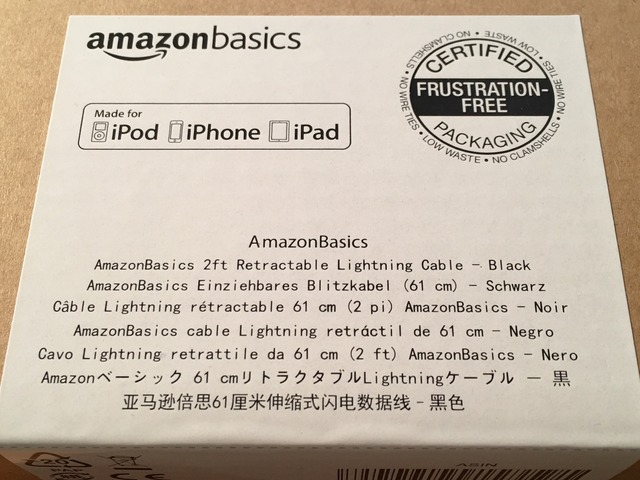 amazonbasics
Made for
iPod iPhone iPad
CERTIFIED
FRUSTRATION-
FREE
PACKAGING
NO CLAMSHELLS • LOW WASTE • NO WIRE TIES • NO CLAMSHELLS • LOW WASTE • NO WIRE TIES •
AmazonBasics
AmazonBasics 2ft Retractable Lightning Cable - Black
AmazonBasics Einziehbares Blitzkabel (61 cm) - Schwarz
Câble Lightning rétractable 61 cm (2 pi) AmazonBasics - Noir
AmazonBasics cable Lightning retráctil de 61 cm - Negro
Cavo Lightning retrattile da 61 cm (2 ft) AmazonBasics - Nero
Amazonベーシック 61 cmリトラクタブルLightningケーブル — 黒
亚马逊倍思61厘米伸缩式闪电数据线 - 黑色
ASIN